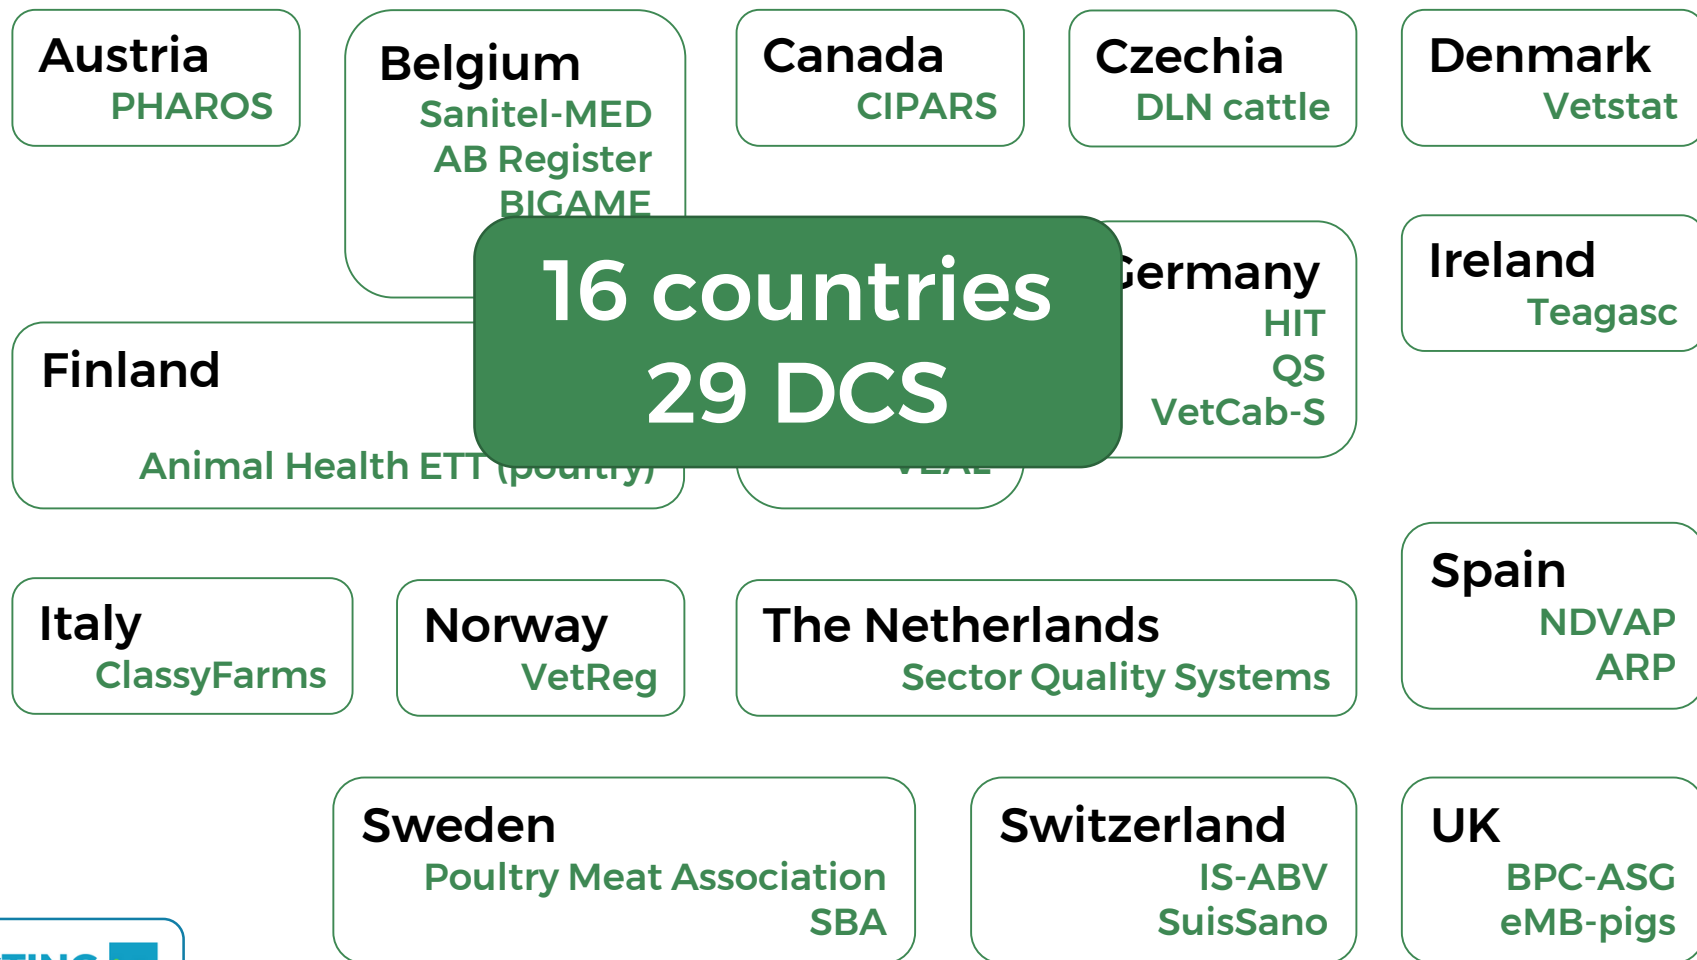 Austria
PHAROS
Belgium
Sanitel-MED
AB Register
BIGAME
Canada
CIPARS
Czechia
DLN cattle
Denmark
Vetstat
16 countries
29 DCS
Germany
HIT
QS
VetCab-S
Ireland
Teagasc
Finland
Animal Health ETT (poultry)
Italy
ClassyFarms
Norway
VetReg
The Netherlands
Sector Quality Systems
Spain
NDVAP
ARP
Sweden
Poultry Meat Association
SBA
Switzerland
IS-ABV
SuisSano
UK
BPC-ASG
eMB-pigs